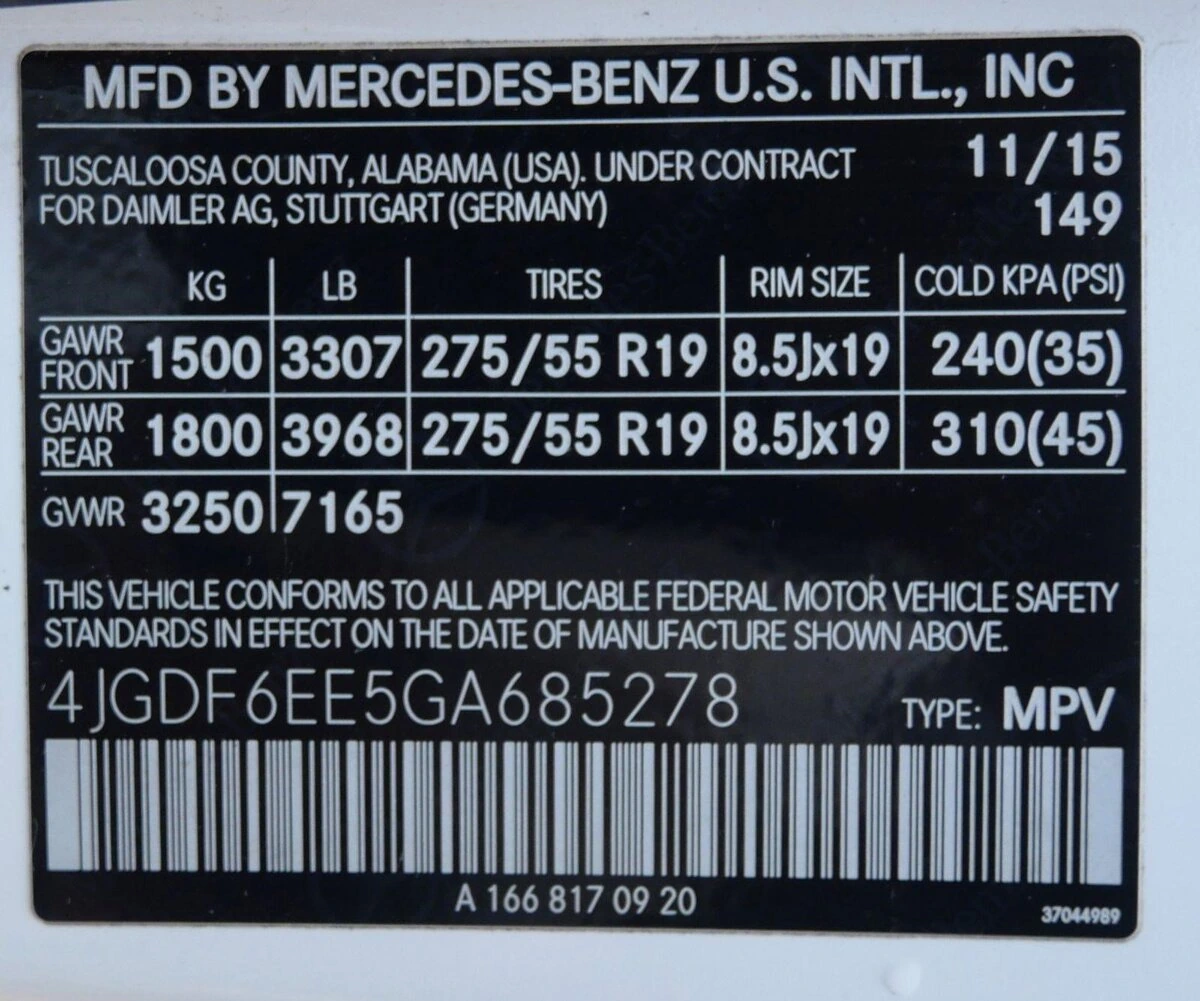 MFD BY MERCEDES-BENZ U.S. INTL., INC
TUSCALOOSA COUNTY, ALABAMA (USA). UNDER CONTRACT 11/15
FOR DAIMLER AG, STUTTGART (GERMANY) 149
KG LB TIRES RIM SIZE COLD KPA (PSI)
GAWR FRONT 1500 3307 275/55 R19 8.5Jx19 240(35)
GAWR REAR 1800 3968 275/55 R19 8.5Jx19 310(45)
GVWR 3250 7165
THIS VEHICLE CONFORMS TO ALL APPLICABLE FEDERAL MOTOR VEHICLE SAFETY
STANDARDS IN EFFECT ON THE DATE OF MANUFACTURE SHOWN ABOVE.
4JGDF6EE5GA685278 TYPE: MPV
A 166 817 09 20
37044989